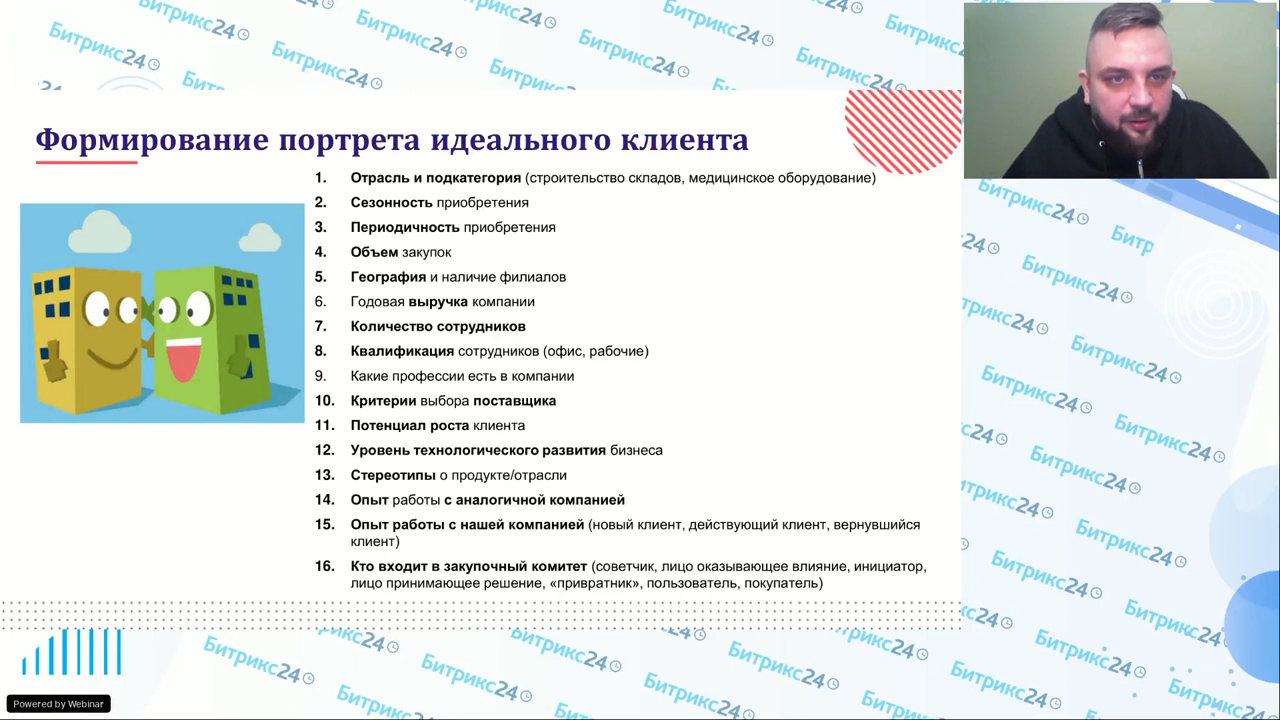 Формирование портрета идеального клиента
1. Отрасль и подкатегория (строительство складов, медицинское оборудование)
2. Сезонность приобретения
3. Периодичность приобретения
4. Объем закупок
5. География и наличие филиалов
6. Годовая выручка компании
7. Количество сотрудников
8. Квалификация сотрудников (офис, рабочие)
9. Какие профессии есть в компании
10. Критерии выбора поставщика
11. Потенциал роста клиента
12. Уровень технологического развития бизнеса
13. Стереотипы о продукте/отрасли
14. Опыт работы с аналогичной компанией
15. Опыт работы с нашей компанией (новый клиент, действующий клиент, вернувшийся
клиент)
16. Кто входит в закупочный комитет (советчик, лицо оказывающее влияние, инициатор,
лицо принимающее решение, «привратник», пользователь, покупатель)
Битрикс24
Powered by Webinar